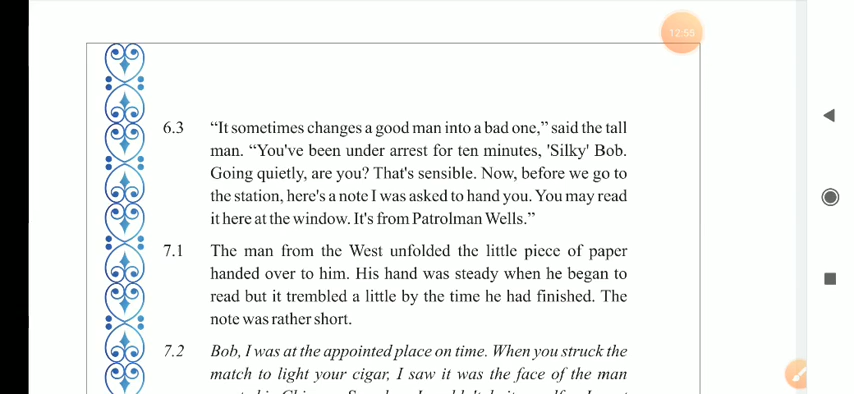 12:55
6.3 “It sometimes changes a good man into a bad one,” said the tall
man. “You've been under arrest for ten minutes, 'Silky' Bob.
Going quietly, are you? That's sensible. Now, before we go to
the station, here's a note I was asked to hand you. You may read
it here at the window. It's from Patrolman Wells.”
7.1 The man from the West unfolded the little piece of paper
handed over to him. His hand was steady when he began to
read but it trembled a little by the time he had finished. The
note was rather short.
7.2 Bob, I was at the appointed place on time. When you struck the
match to light your cigar, I saw it was the face of the man